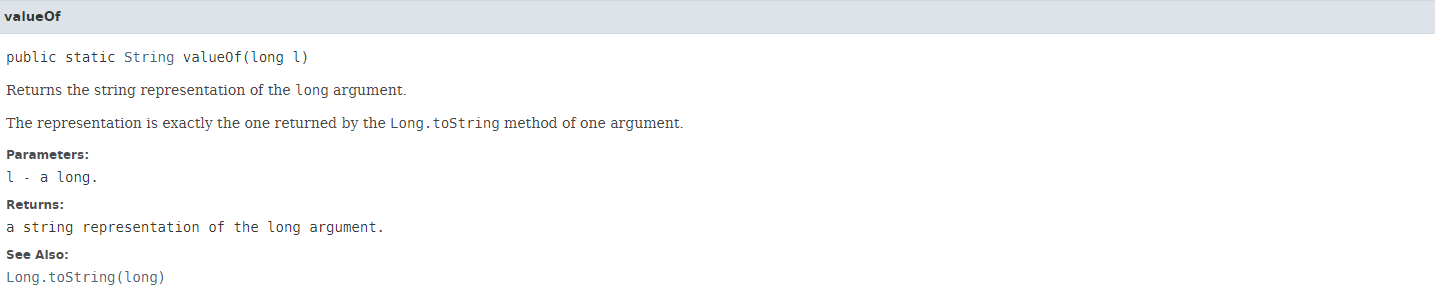 valueOf
public static String valueOf(long l)
Returns the string representation of the long argument.
The representation is exactly the one returned by the Long.toString method of one argument.
Parameters:
l - a long.
Returns:
a string representation of the long argument.
See Also:
Long.toString(long)